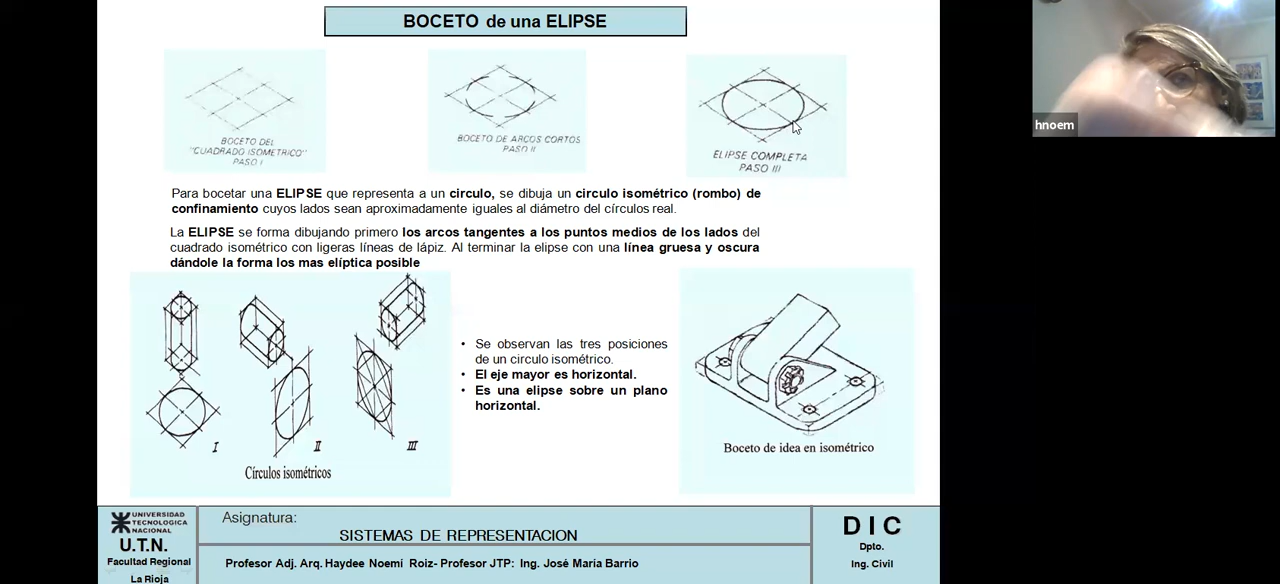 BOCETO de una ELIPSE
hnoem
BOCETO DEL
"CUADRADO ISOMETRICO"
PASO I
BOCETO DE ARCOS CORTOS
PASO II
ELIPSE COMPLETA
PASO III
Para bocetar una ELIPSE que representa a un circulo, se dibuja un circulo isométrico (rombo) de
confinamiento cuyos lados sean aproximadamente iguales al diámetro del círculos real.
La ELIPSE se forma dibujando primero los arcos tangentes a los puntos medios de los lados del
cuadrado isométrico con ligeras líneas de lápiz. Al terminar la elipse con una línea gruesa y oscura
dándole la forma los mas elíptica posible
I
II
III
Círculos isométricos
• Se observan las tres posiciones
de un circulo isométrico.
• El eje mayor es horizontal.
• Es una elipse sobre un plano
horizontal.
Boceto de idea en isométrico
UNIVERSIDAD
TECNOLOGICA
NACIONAL
U.T.N.
Facultad Regional
La Rioja
Asignatura:
SISTEMAS DE REPRESENTACION
Profesor Adj. Arq. Haydee Noemí Roiz- Profesor JTP: Ing. José María Barrio
D I C
Dpto.
Ing. Civil